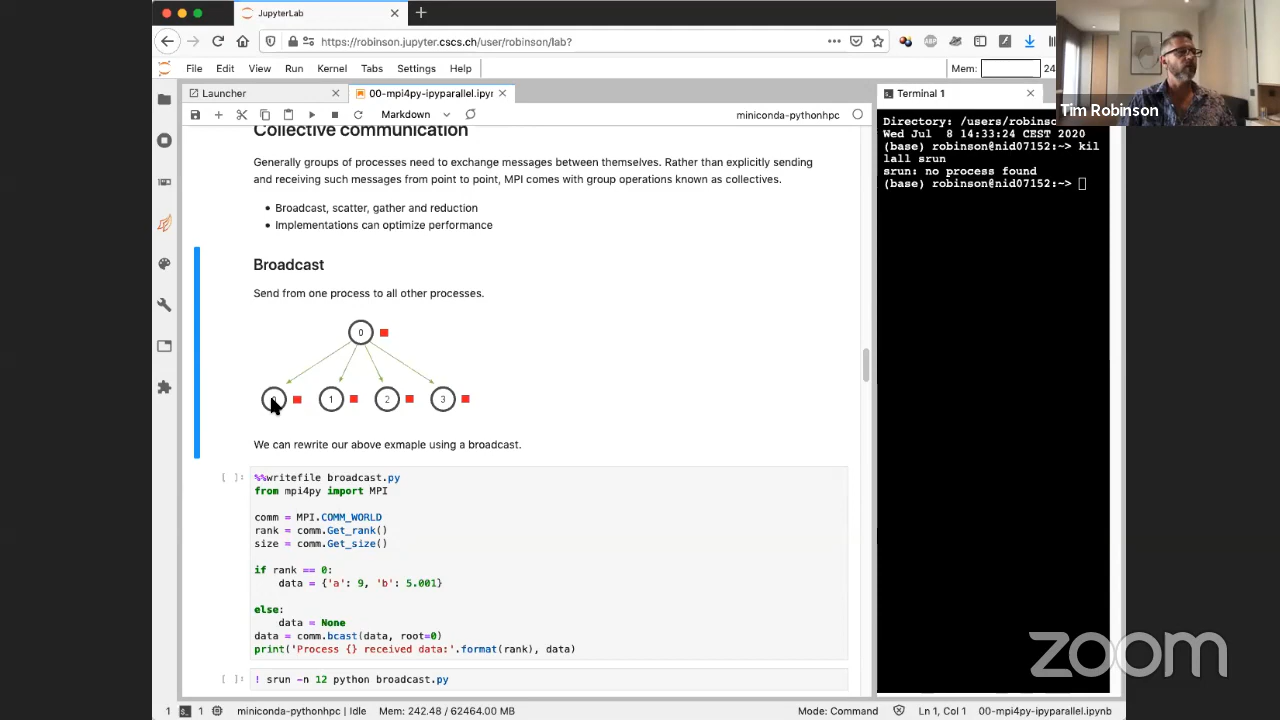 JupyterLab
https://robinson.jupyter.cscs.ch/user/robinson/lab?
File Edit View Run Kernel Tabs Settings Help
Mem: 24
Tim Robinson
Launcher
00-mpi4py-ipyparallel.ipyr
Terminal 1
Markdown
miniconda-pythonhpc
Collective communication
Generally groups of processes need to exchange messages between themselves. Rather than explicitly sending
and receiving such messages from point to point, MPI comes with group operations known as collectives.
• Broadcast, scatter, gather and reduction
• Implementations can optimize performance
Broadcast
Send from one process to all other processes.
0
1 2 3
We can rewrite our above exmaple using a broadcast.
[ ]:
%%writefile broadcast.py
from mpi4py import MPI
comm = MPI.COMM_WORLD
rank = comm.Get_rank()
size = comm.Get_size()
if rank == 0:
data = {'a': 9, 'b': 5.001}
else:
data = None
data = comm.bcast(data, root=0)
print('Process {} received data:'.format(rank), data)
[ ]:
! srun -n 12 python broadcast.py
Directory: /users/robinso
Wed Jul 8 14:33:24 CEST 2020
(base) robinson@nid07152:~> kil
lall srun
srun: no process found
(base) robinson@nid07152:~>
zoom
1 1 miniconda-pythonhpc | Idle Mem: 242.48 / 62464.00 MB Mode: Command Ln 1, Col 1 00-mpi4py-ipyparallel.ipynb